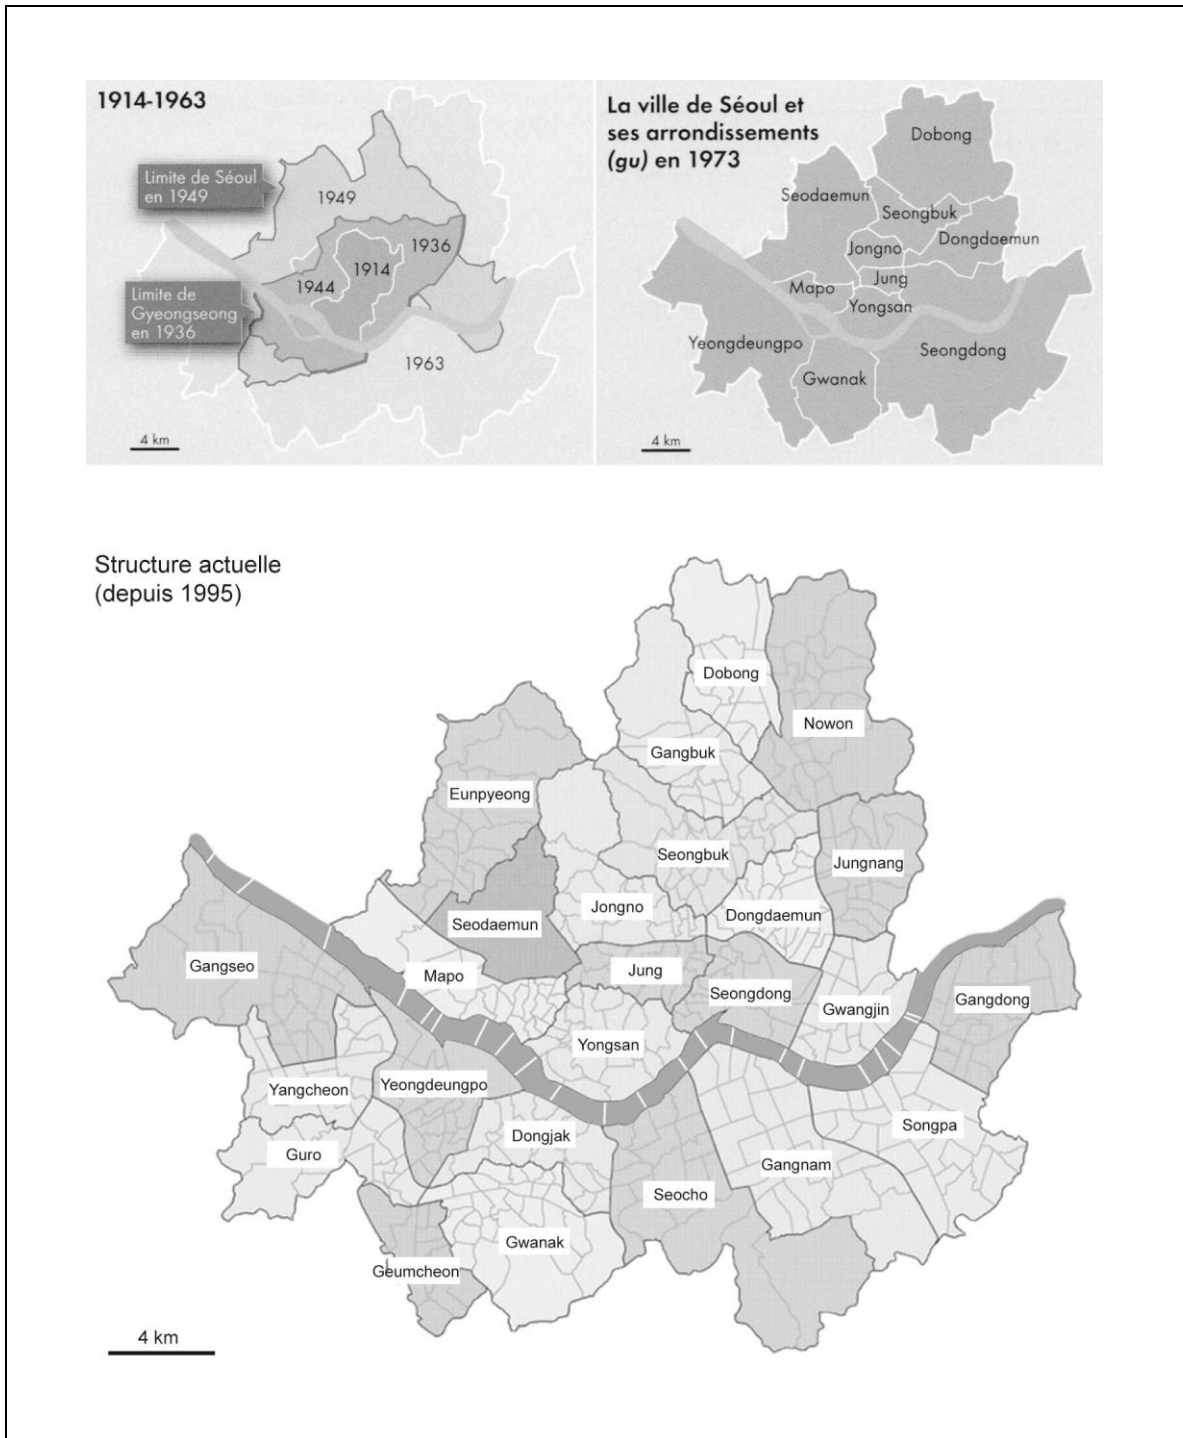 1914-1963
Limite de Séoul
en 1949
1949
1936
1914
1944
Limite de
Gyeongseong
en 1936
1963
4 km
La ville de Séoul et
ses arrondissements
(gu) en 1973
Dobong
Seodaemun
Seongbuk
Dongdaemun
Jongno
Jung
Mapo
Yongsan
Yeongdeungpo
Seongdong
Gwanak
4 km
Structure actuelle
(depuis 1995)
Dobong
Nowon
Gangbuk
Eunpyeong
Seongbuk
Jungnang
Jongno
Dongdaemun
Seodaemun
Gangseo
Mapo
Jung
Seongdong
Gwangjin
Gangdong
Yongsan
Yangcheon
Yeongdeungpo
Songpa
Dongjak
Guro
Gangnam
Seocho
Gwanak
Geumcheon
4 km